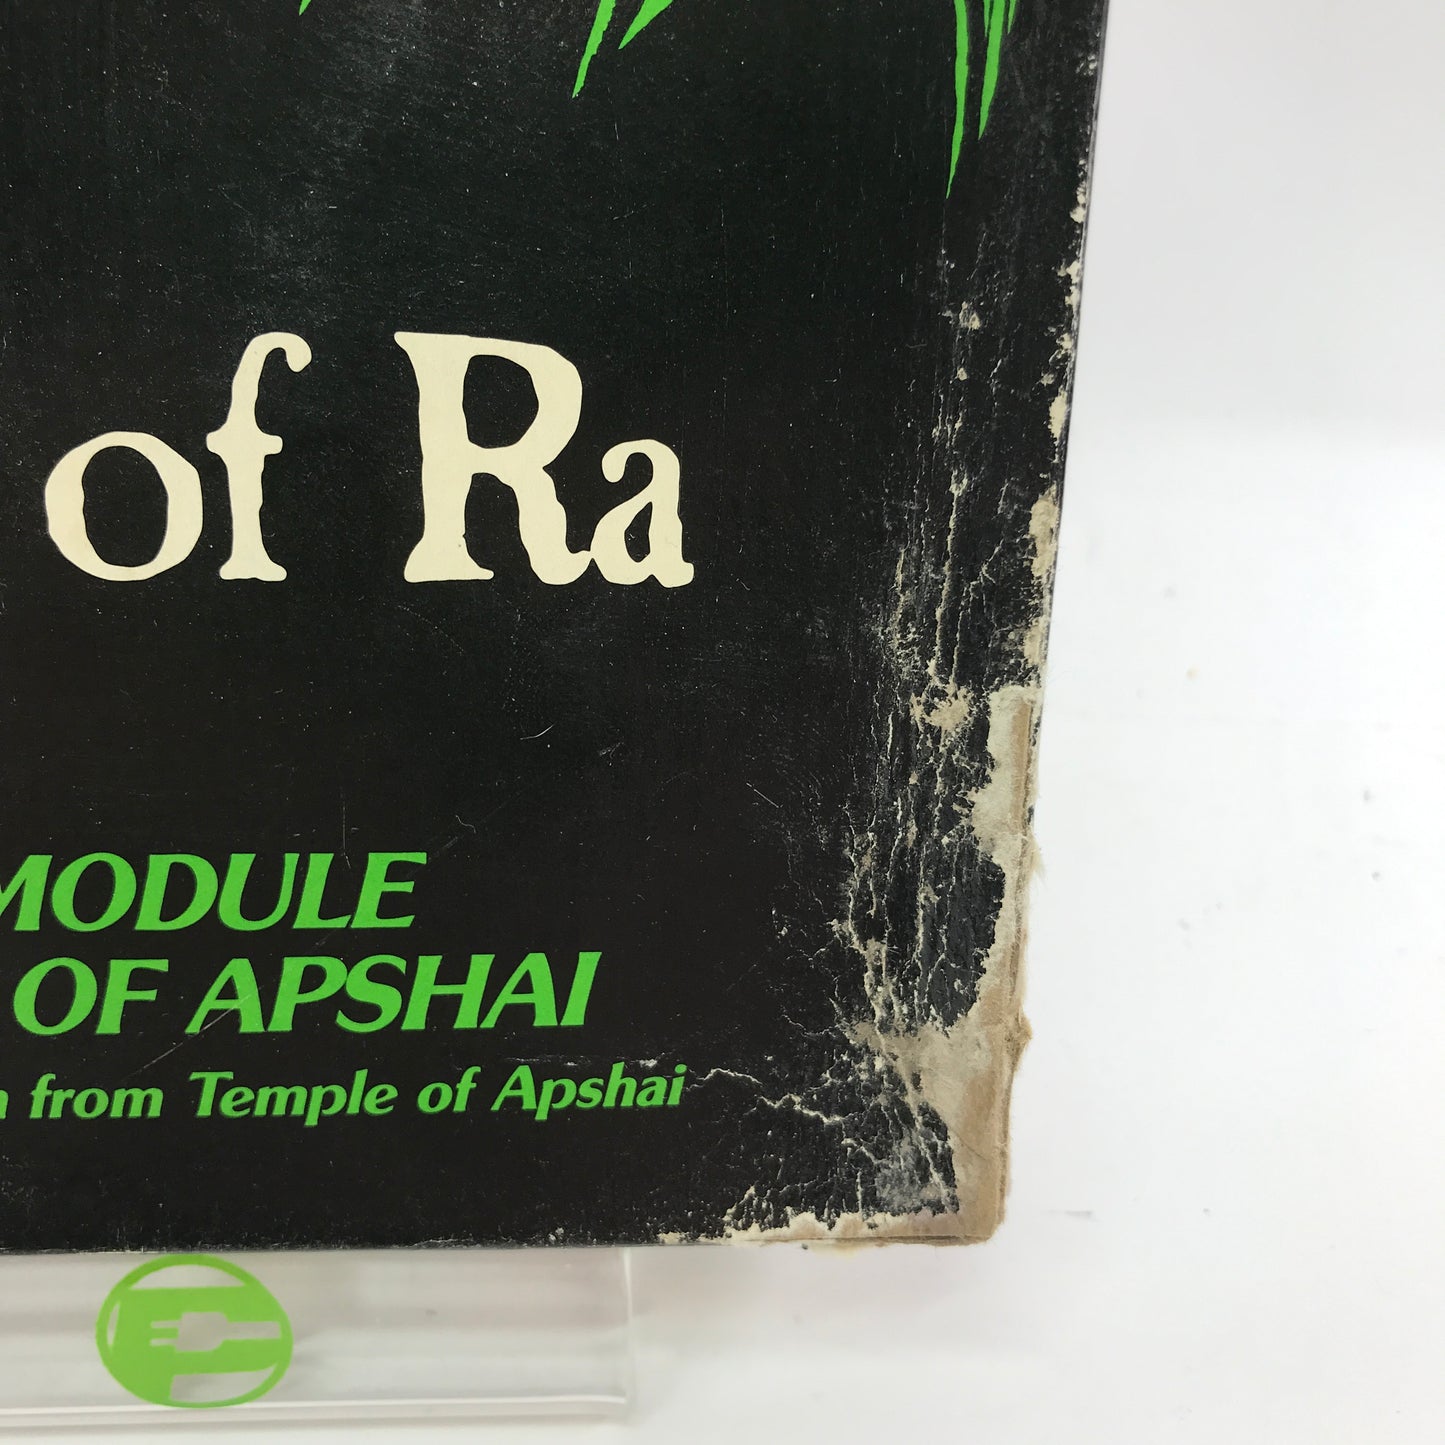 of Ra
MODULE
OF APSHAI
from Temple of Apshai